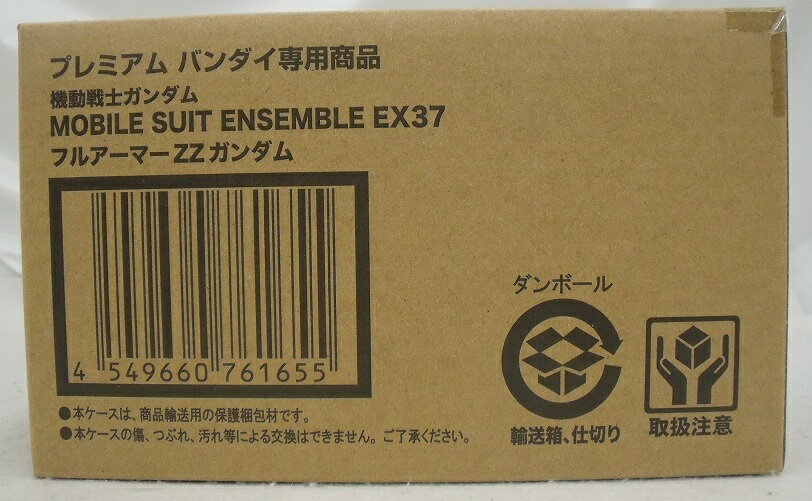 プレミアム バンダイ専用商品
機動戦士ガンダム
MOBILE SUIT ENSEMBLE EX37
フルアーマーZZガンダム
4 549660 761655
●本ケースは、商品輸送用の保護梱包材です。
●本ケースの傷、つぶれ、汚れ等による交換はできません。ご了承ください。
ダンボール
輸送箱、仕切り
取扱注意